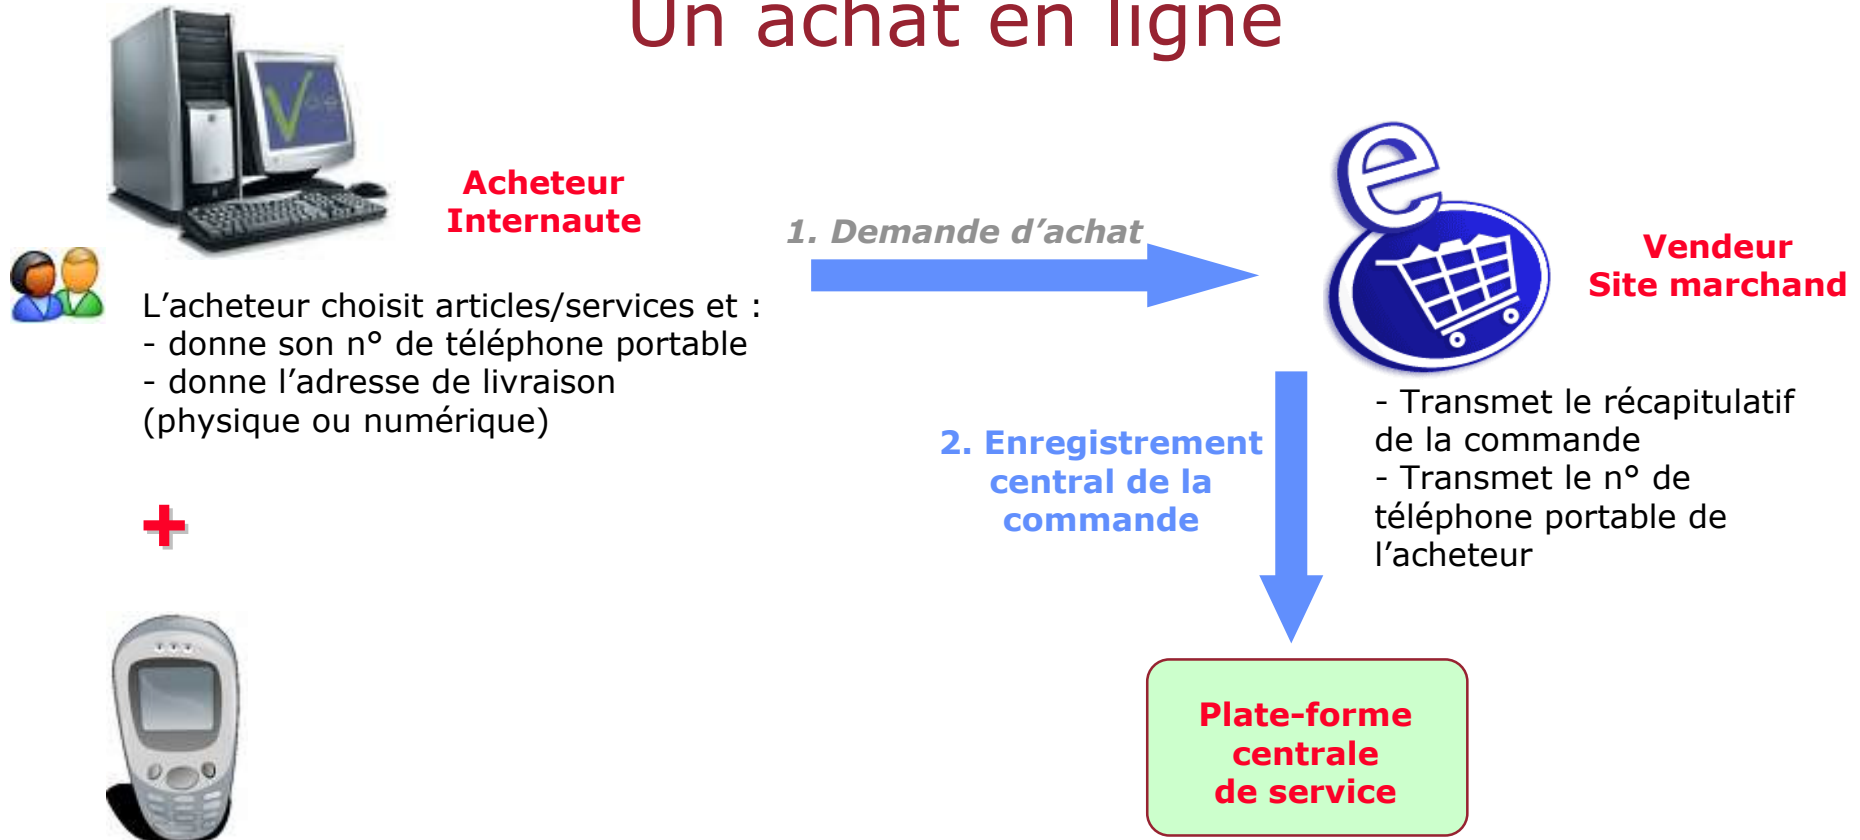 Un achat en ligne
Acheteur
Internaute
1. Demande d’achat
Vendeur
Site marchand
L’acheteur choisit articles/services et :
- donne son n° de téléphone portable
- donne l’adresse de livraison
(physique ou numérique)
- Transmet le récapitulatif
de la commande
- Transmet le n° de
téléphone portable de
l’acheteur
2. Enregistrement
central de la
commande
+
Plate-forme
centrale
de service